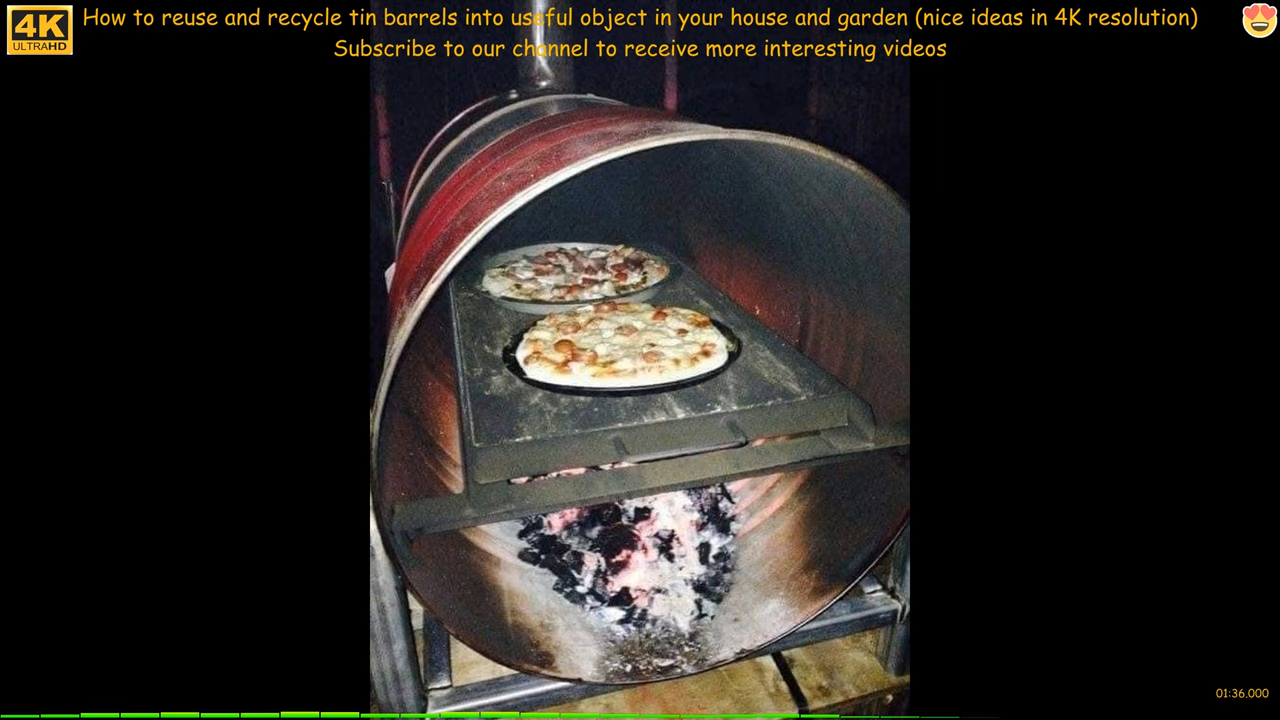 4K
ULTRAHD
How to reuse and recycle tin barrels into useful object in your house and garden (nice ideas in 4K resolution)
Subscribe to our channel to receive more interesting videos
01:36.000